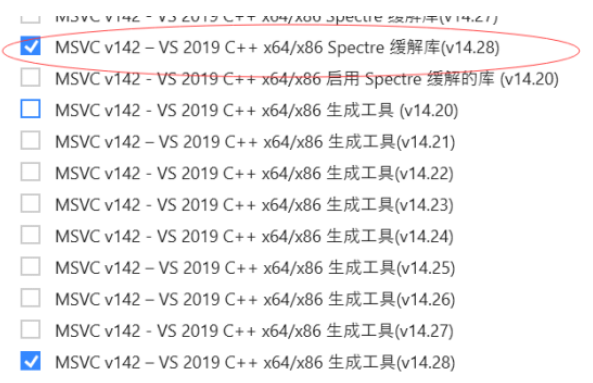 MSVC v142 - VS 2019 C++ x64/x86 Spectre 缓解库(v14.27)
MSVC v142 – VS 2019 C++ x64/x86 Spectre 缓解库(v14.28)
MSVC v142 - VS 2019 C++ x64/x86 启用 Spectre 缓解的库 (v14.20)
MSVC v142 - VS 2019 C++ x64/x86 生成工具 (v14.20)
MSVC v142 – VS 2019 C++ x64/x86 生成工具(v14.21)
MSVC v142 - VS 2019 C++ x64/x86 生成工具(v14.22)
MSVC v142 - VS 2019 C++ x64/x86 生成工具(v14.23)
MSVC v142 - VS 2019 C++ x64/x86 生成工具(v14.24)
MSVC v142 – VS 2019 C++ x64/x86 生成工具(v14.25)
MSVC v142 – VS 2019 C++ x64/x86 生成工具(v14.26)
MSVC v142 - VS 2019 C++ x64/x86 生成工具(v14.27)
MSVC v142 – VS 2019 C++ x64/x86 生成工具(v14.28)